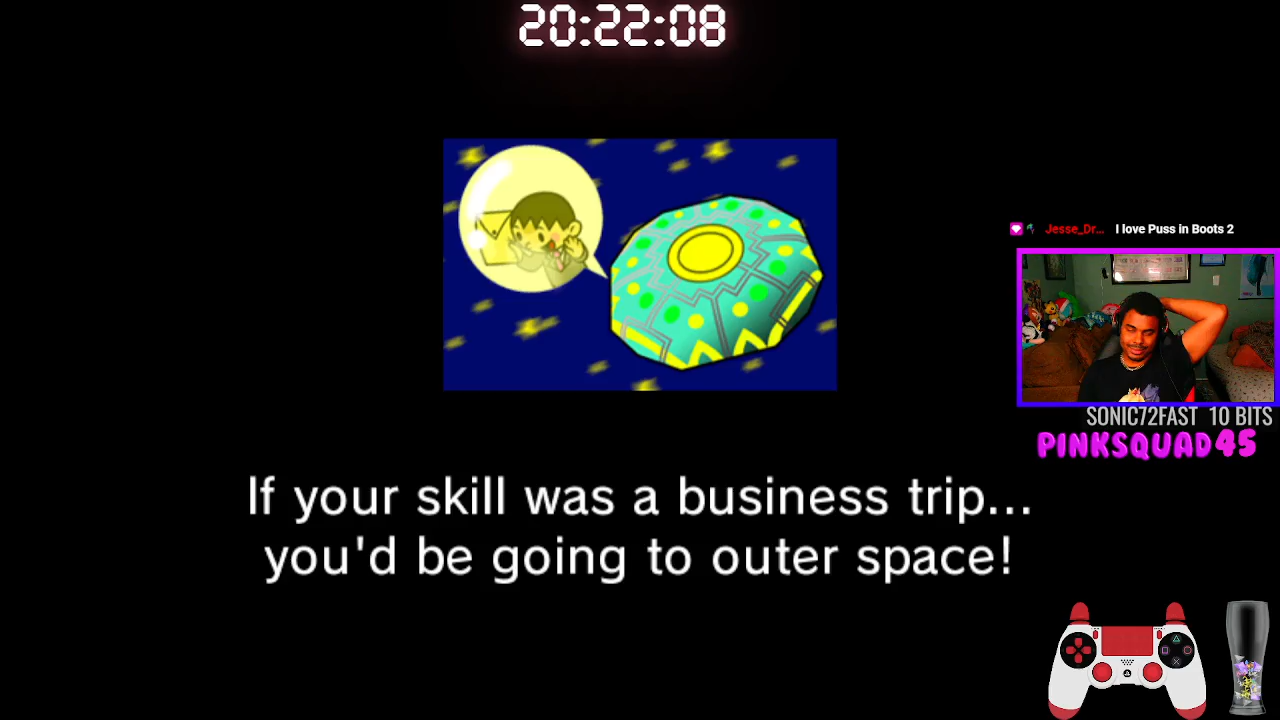 20:22:08
Jesse_Dr... I love Puss in Boots 2
SONIC72FAST 10 BITS
PINKSQUAD45
If your skill was a business trip...
you'd be going to outer space!